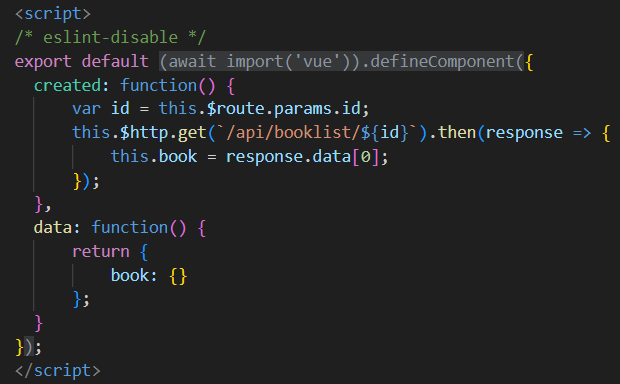 <script>
/* eslint-disable */
export default (await import('vue')).defineComponent({
  created: function() {
      var id = this.$route.params.id;
      this.$http.get(`/api/booklist/${id}`).then(response => {
          this.book = response.data[0];
      });
  },
  data: function() {
      return {
          book: {}
      };
  }
});
</script>